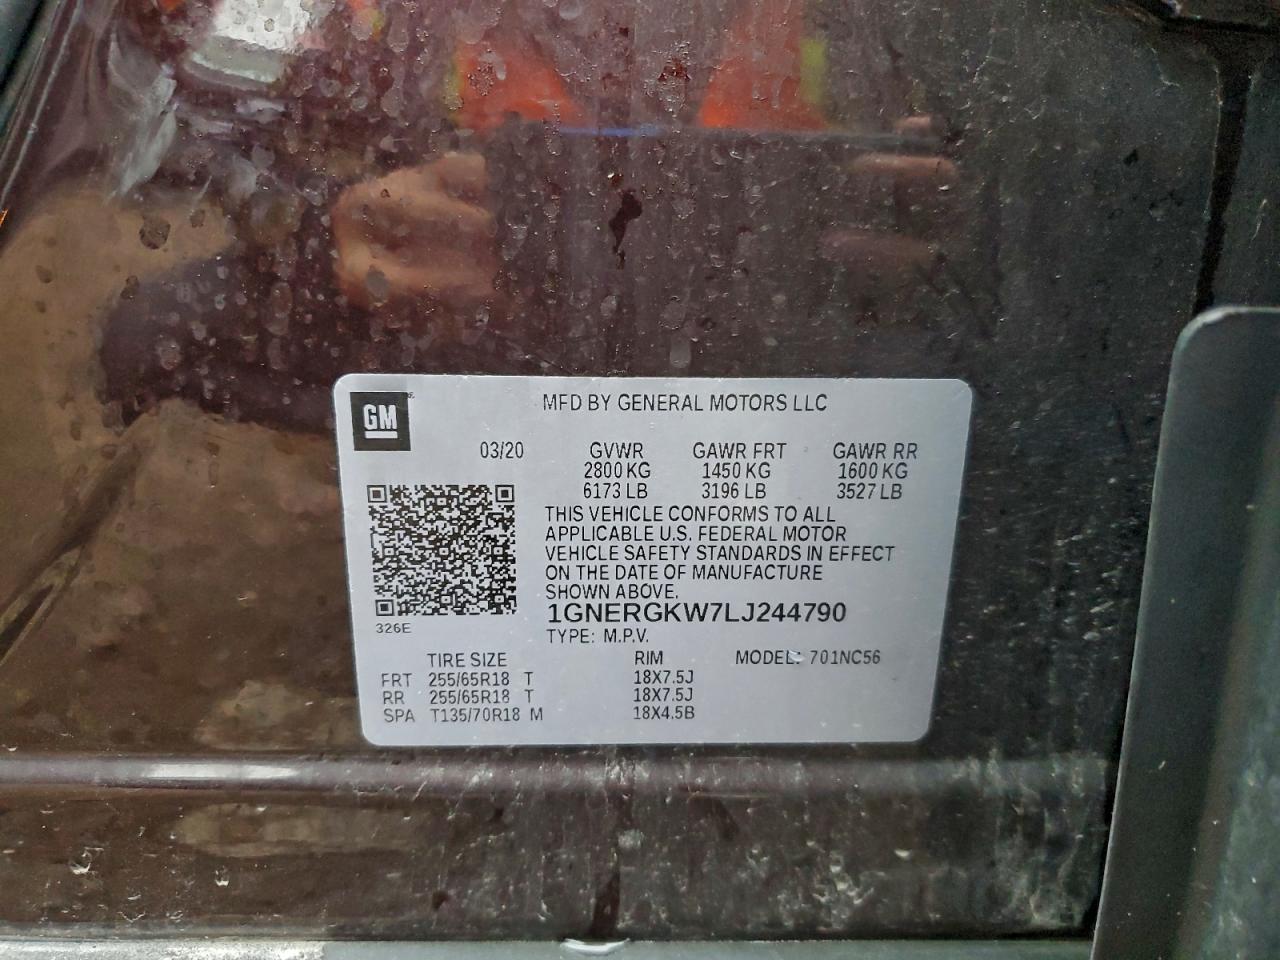 GM
MFD BY GENERAL MOTORS LLC
03/20 GVWR GAWR FRT GAWR RR
2800 KG 1450 KG 1600 KG
6173 LB 3196 LB 3527 LB
THIS VEHICLE CONFORMS TO ALL
APPLICABLE U.S. FEDERAL MOTOR
VEHICLE SAFETY STANDARDS IN EFFECT
ON THE DATE OF MANUFACTURE
SHOWN ABOVE.
1GNERGKW7LJ244790
326E
TYPE: M.P.V.
TIRE SIZE RIM MODEL: 701NC56
FRT 255/65R18 T 18X7.5J
RR 255/65R18 T 18X7.5J
SPA T135/70R18 M 18X4.5B